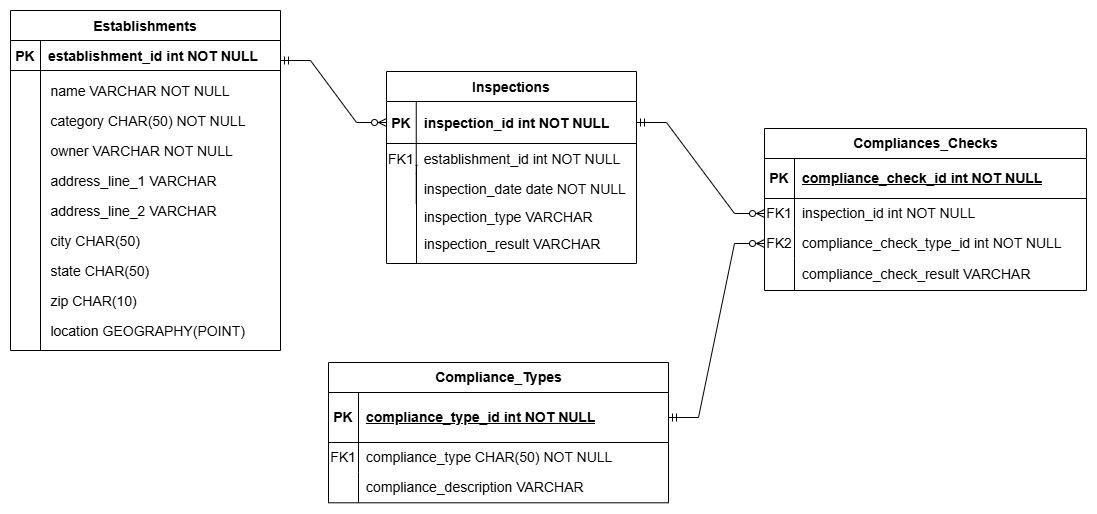 Establishments
PK establishment_id int NOT NULL
name VARCHAR NOT NULL
category CHAR(50) NOT NULL
owner VARCHAR NOT NULL
address_line_1 VARCHAR
address_line_2 VARCHAR
city CHAR(50)
state CHAR(50)
zip CHAR(10)
location GEOGRAPHY(POINT)
Inspections
PK inspection_id int NOT NULL
FK1 establishment_id int NOT NULL
inspection_date date NOT NULL
inspection_type VARCHAR
inspection_result VARCHAR
Compliances_Checks
PK compliance_check_id int NOT NULL
FK1 inspection_id int NOT NULL
FK2 compliance_check_type_id int NOT NULL
compliance_check_result VARCHAR
Compliance_Types
PK compliance_type_id int NOT NULL
FK1 compliance_type CHAR(50) NOT NULL
compliance_description VARCHAR